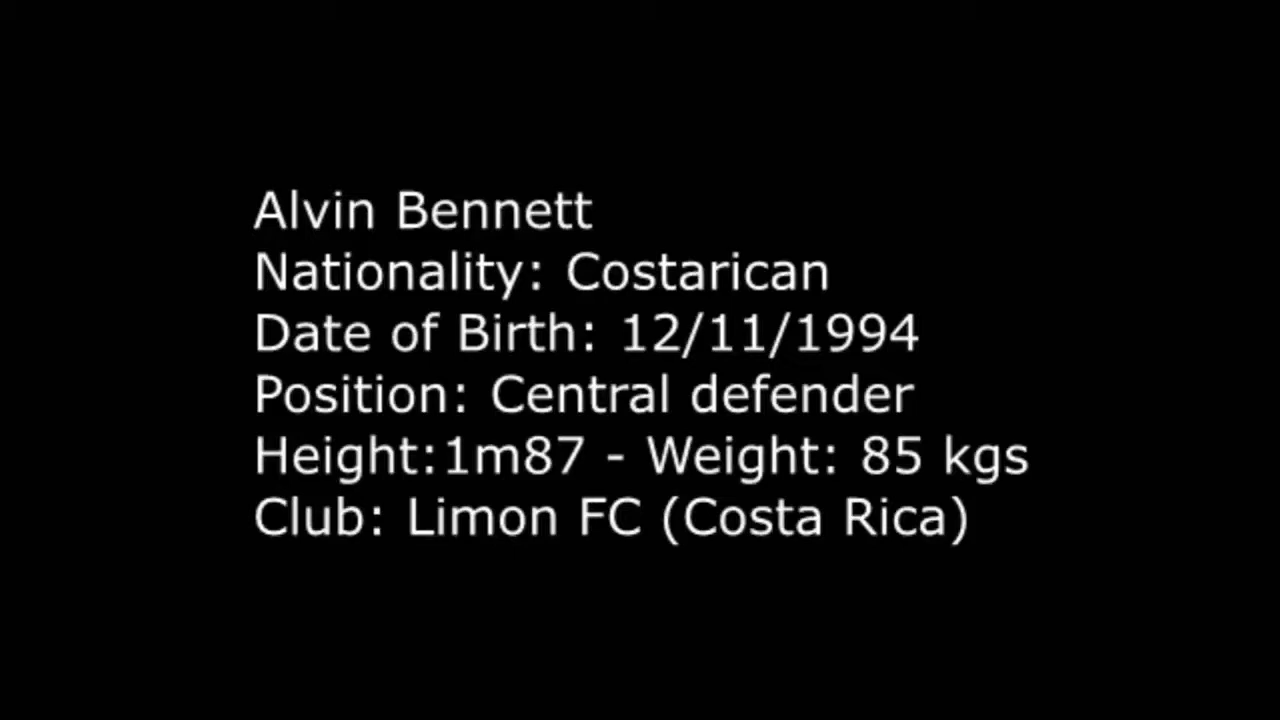 Alvin Bennett
Nationality: Costarican
Date of Birth: 12/11/1994
Position: Central defender
Height:1m87 - Weight: 85 kgs
Club: Limon FC (Costa Rica)